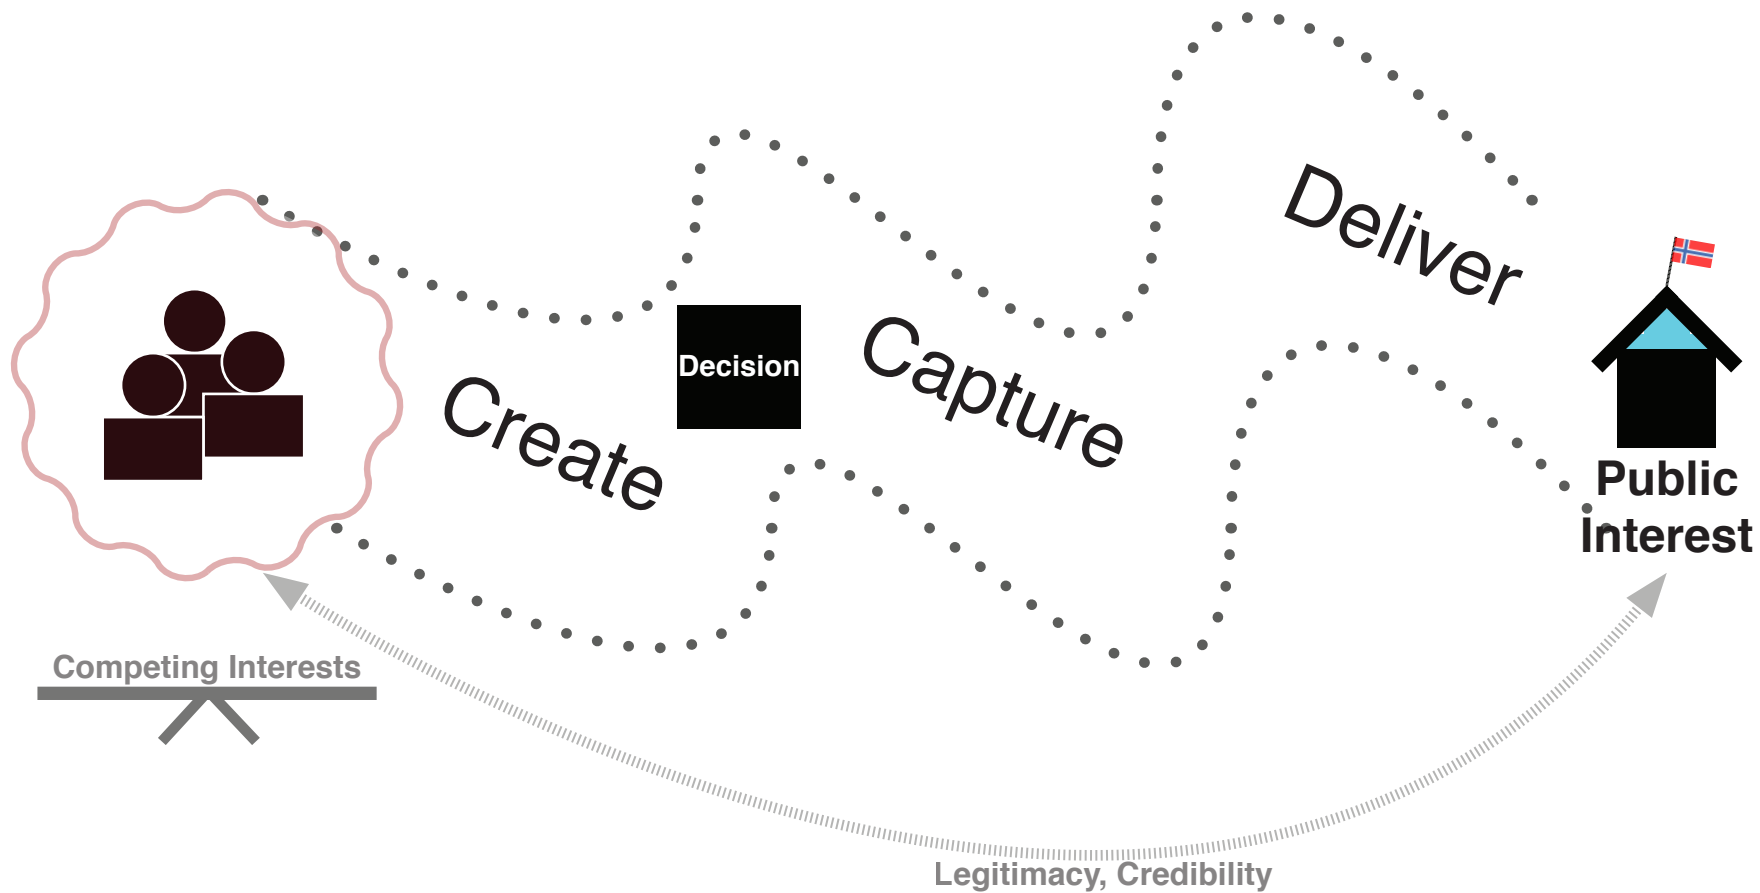 Deliver
Decision
Capture
Create
Public
Interest
Competing Interests
Legitimacy, Credibility